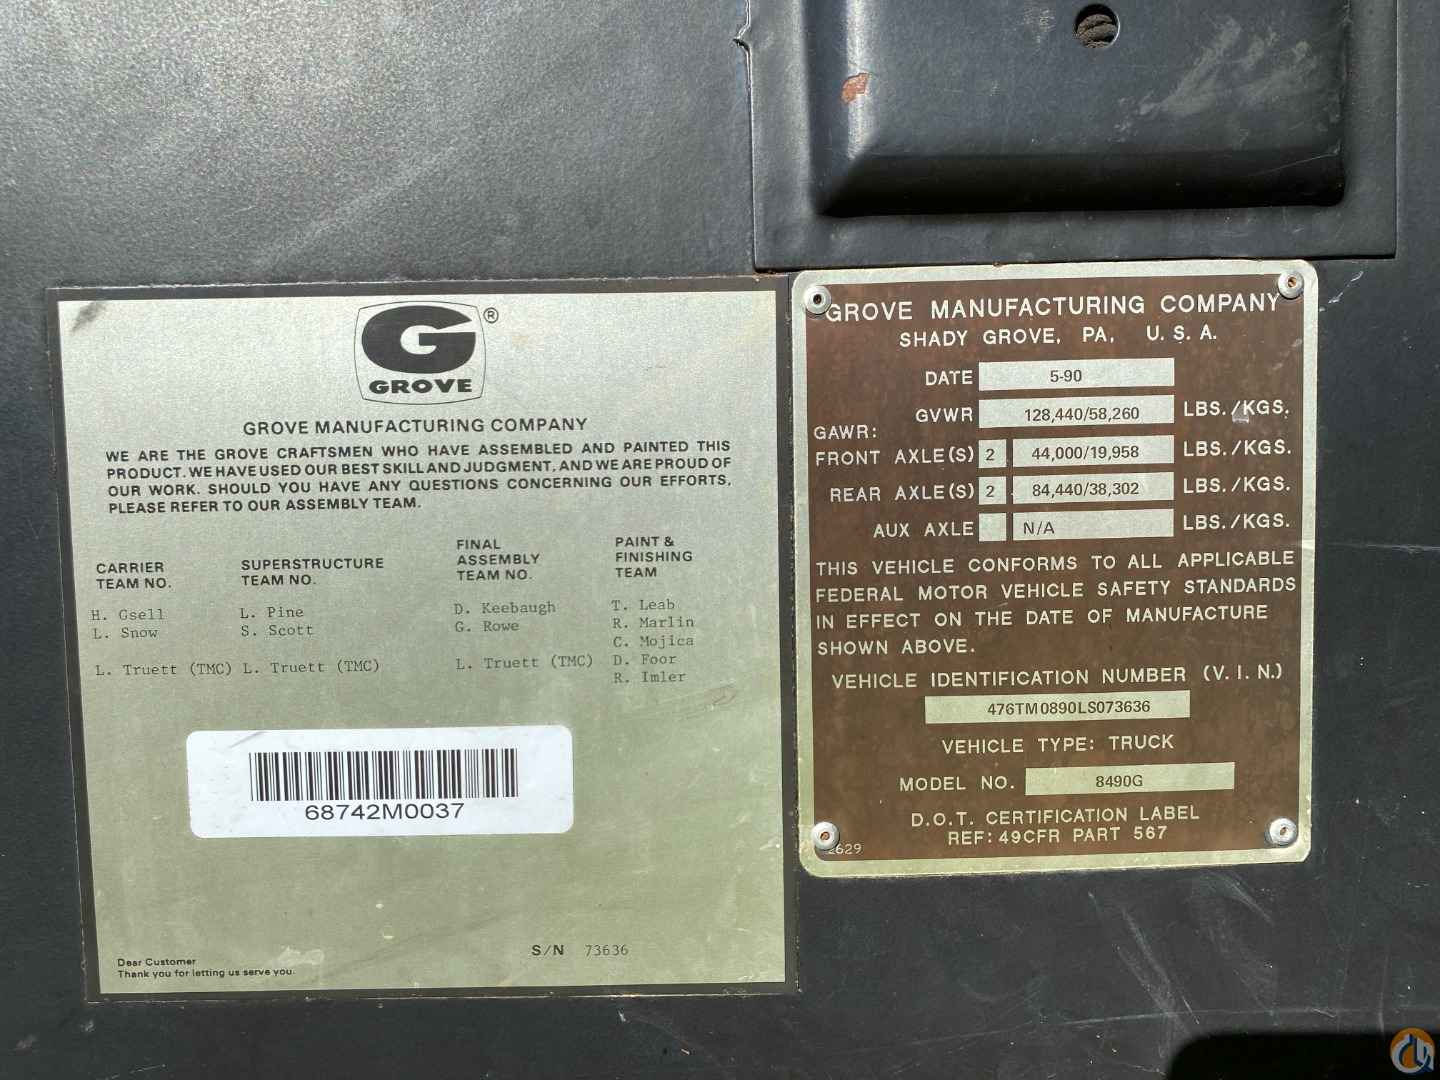 G ®
GROVE
GROVE MANUFACTURING COMPANY
WE ARE THE GROVE CRAFTSMEN WHO HAVE ASSEMBLED AND PAINTED THIS
PRODUCT. WE HAVE USED OUR BEST SKILL AND JUDGMENT, AND WE ARE PROUD OF
OUR WORK. SHOULD YOU HAVE ANY QUESTIONS CONCERNING OUR EFFORTS,
PLEASE REFER TO OUR ASSEMBLY TEAM.
CARRIER
TEAM NO.
H. Gsell
L. Snow
L. Truett (TMC)
SUPERSTRUCTURE
TEAM NO.
L. Pine
S. Scott
L. Truett (TMC)
FINAL
ASSEMBLY
TEAM NO.
D. Keebaugh
G. Rowe
L. Truett (TMC)
PAINT &
FINISHING
TEAM
T. Leab
R. Marlin
C. Mojica
D. Foor
R. Imler
68742M0037
S/N 73636
Dear Customer
Thank you for letting us serve you.
GROVE MANUFACTURING COMPANY
SHADY GROVE, PA, U. S. A.
DATE 5-90
GVWR 128,440/58,260 LBS./KGS.
GAWR:
FRONT AXLE(S) 2 44,000/19,958 LBS./KGS.
REAR AXLE(S) 2 84,440/38,302 LBS./KGS.
AUX AXLE N/A LBS./KGS.
THIS VEHICLE CONFORMS TO ALL APPLICABLE
FEDERAL MOTOR VEHICLE SAFETY STANDARDS
IN EFFECT ON THE DATE OF MANUFACTURE
SHOWN ABOVE.
VEHICLE IDENTIFICATION NUMBER (V. I. N.)
476TM0890LS073636
VEHICLE TYPE: TRUCK
MODEL NO. 8490G
D.O.T. CERTIFICATION LABEL
REF: 49CFR PART 567